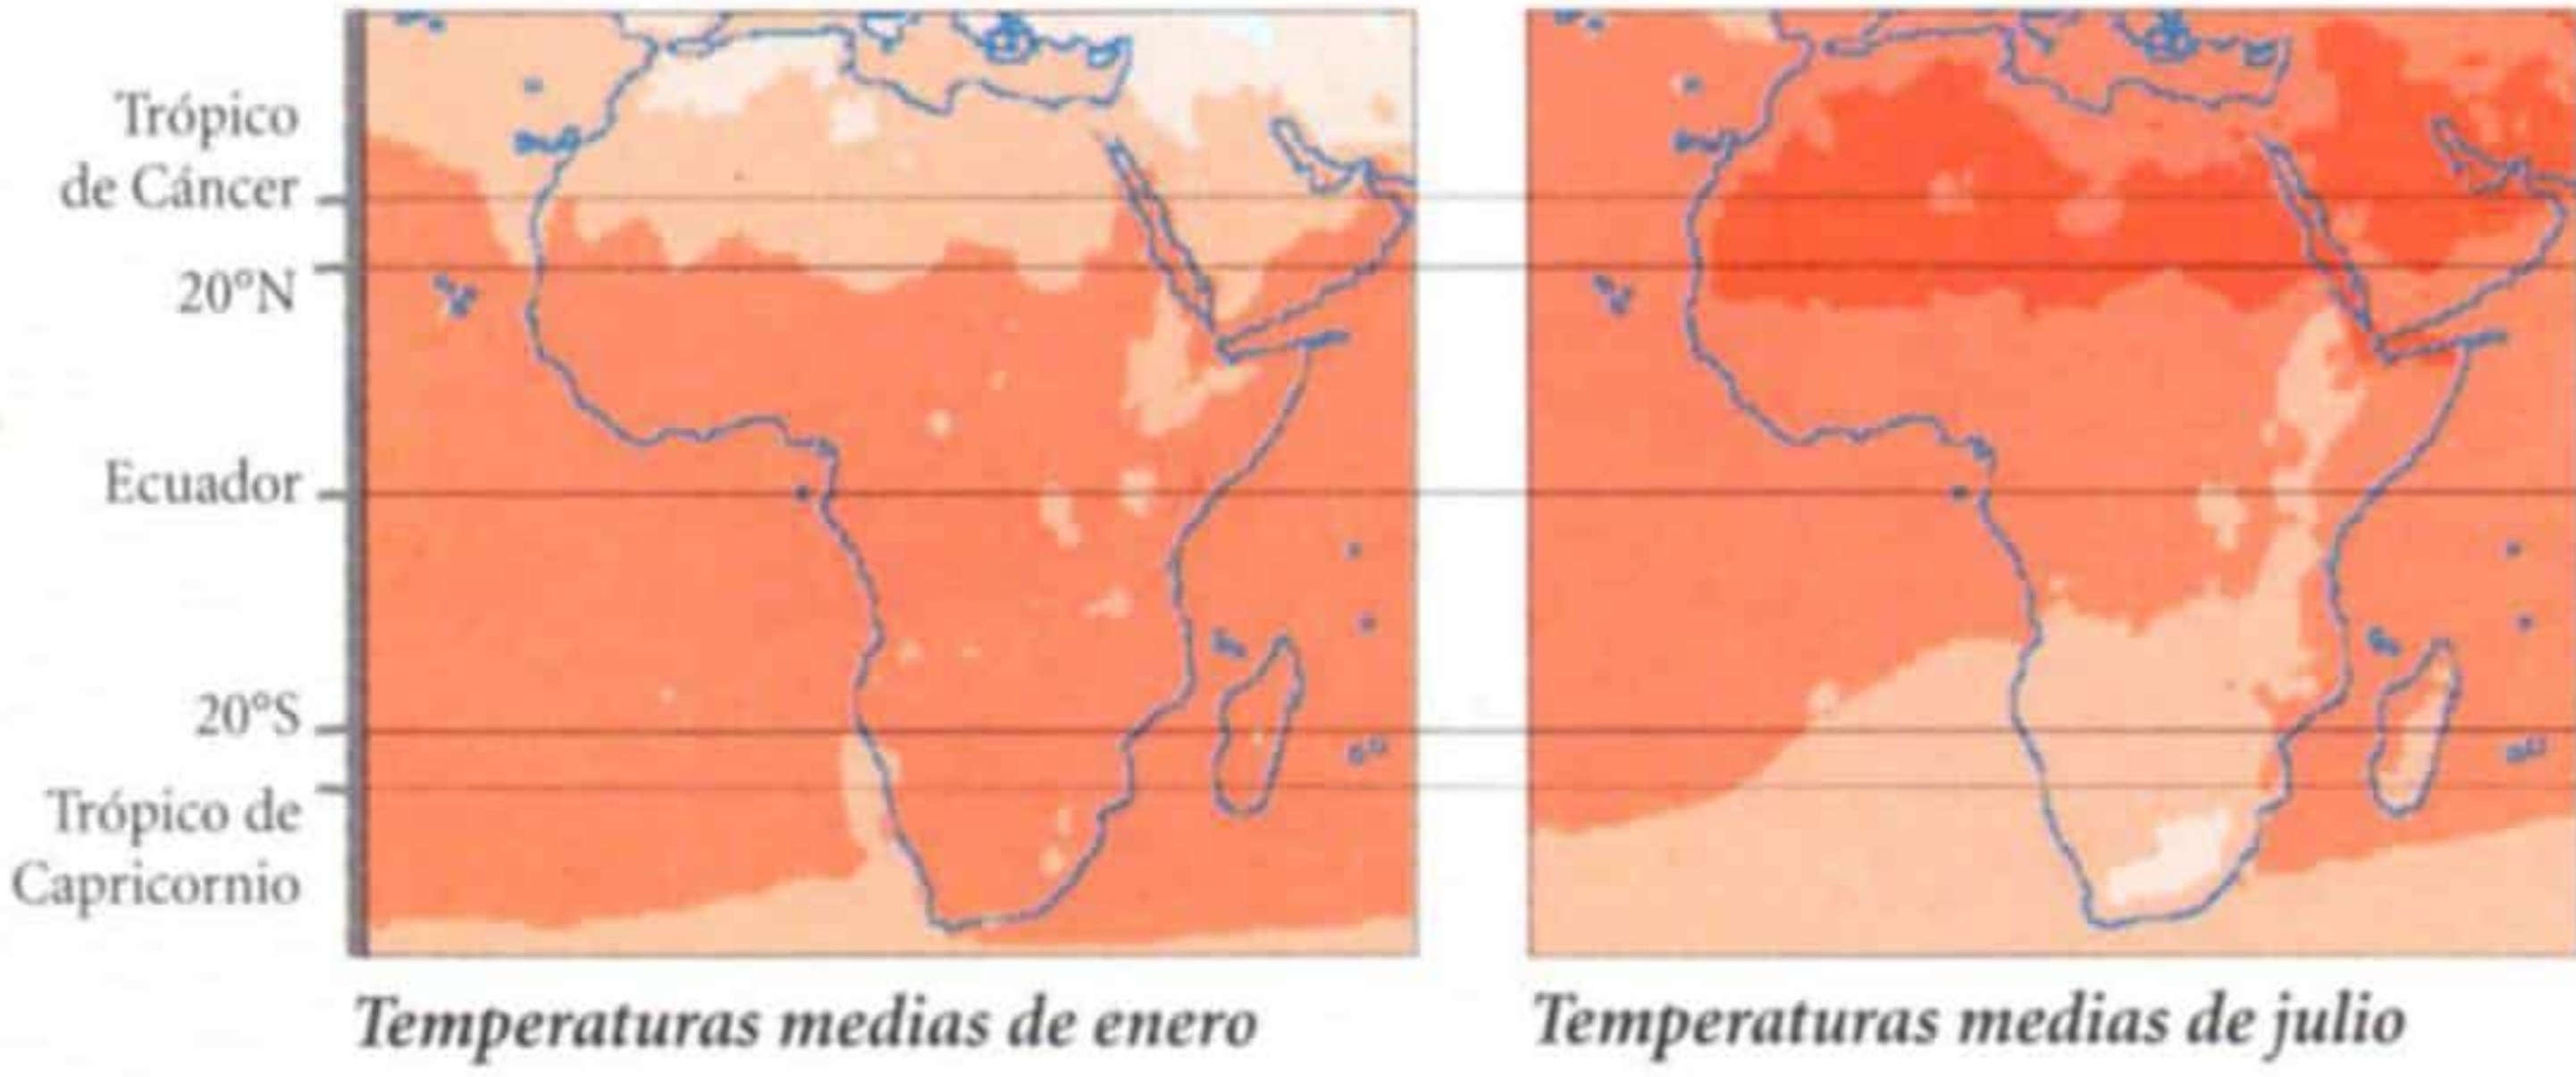 Trópico
de Cáncer
20°N
Ecuador
20°S
Trópico de
Capricornio
Temperaturas medias de enero
Temperaturas medias de julio